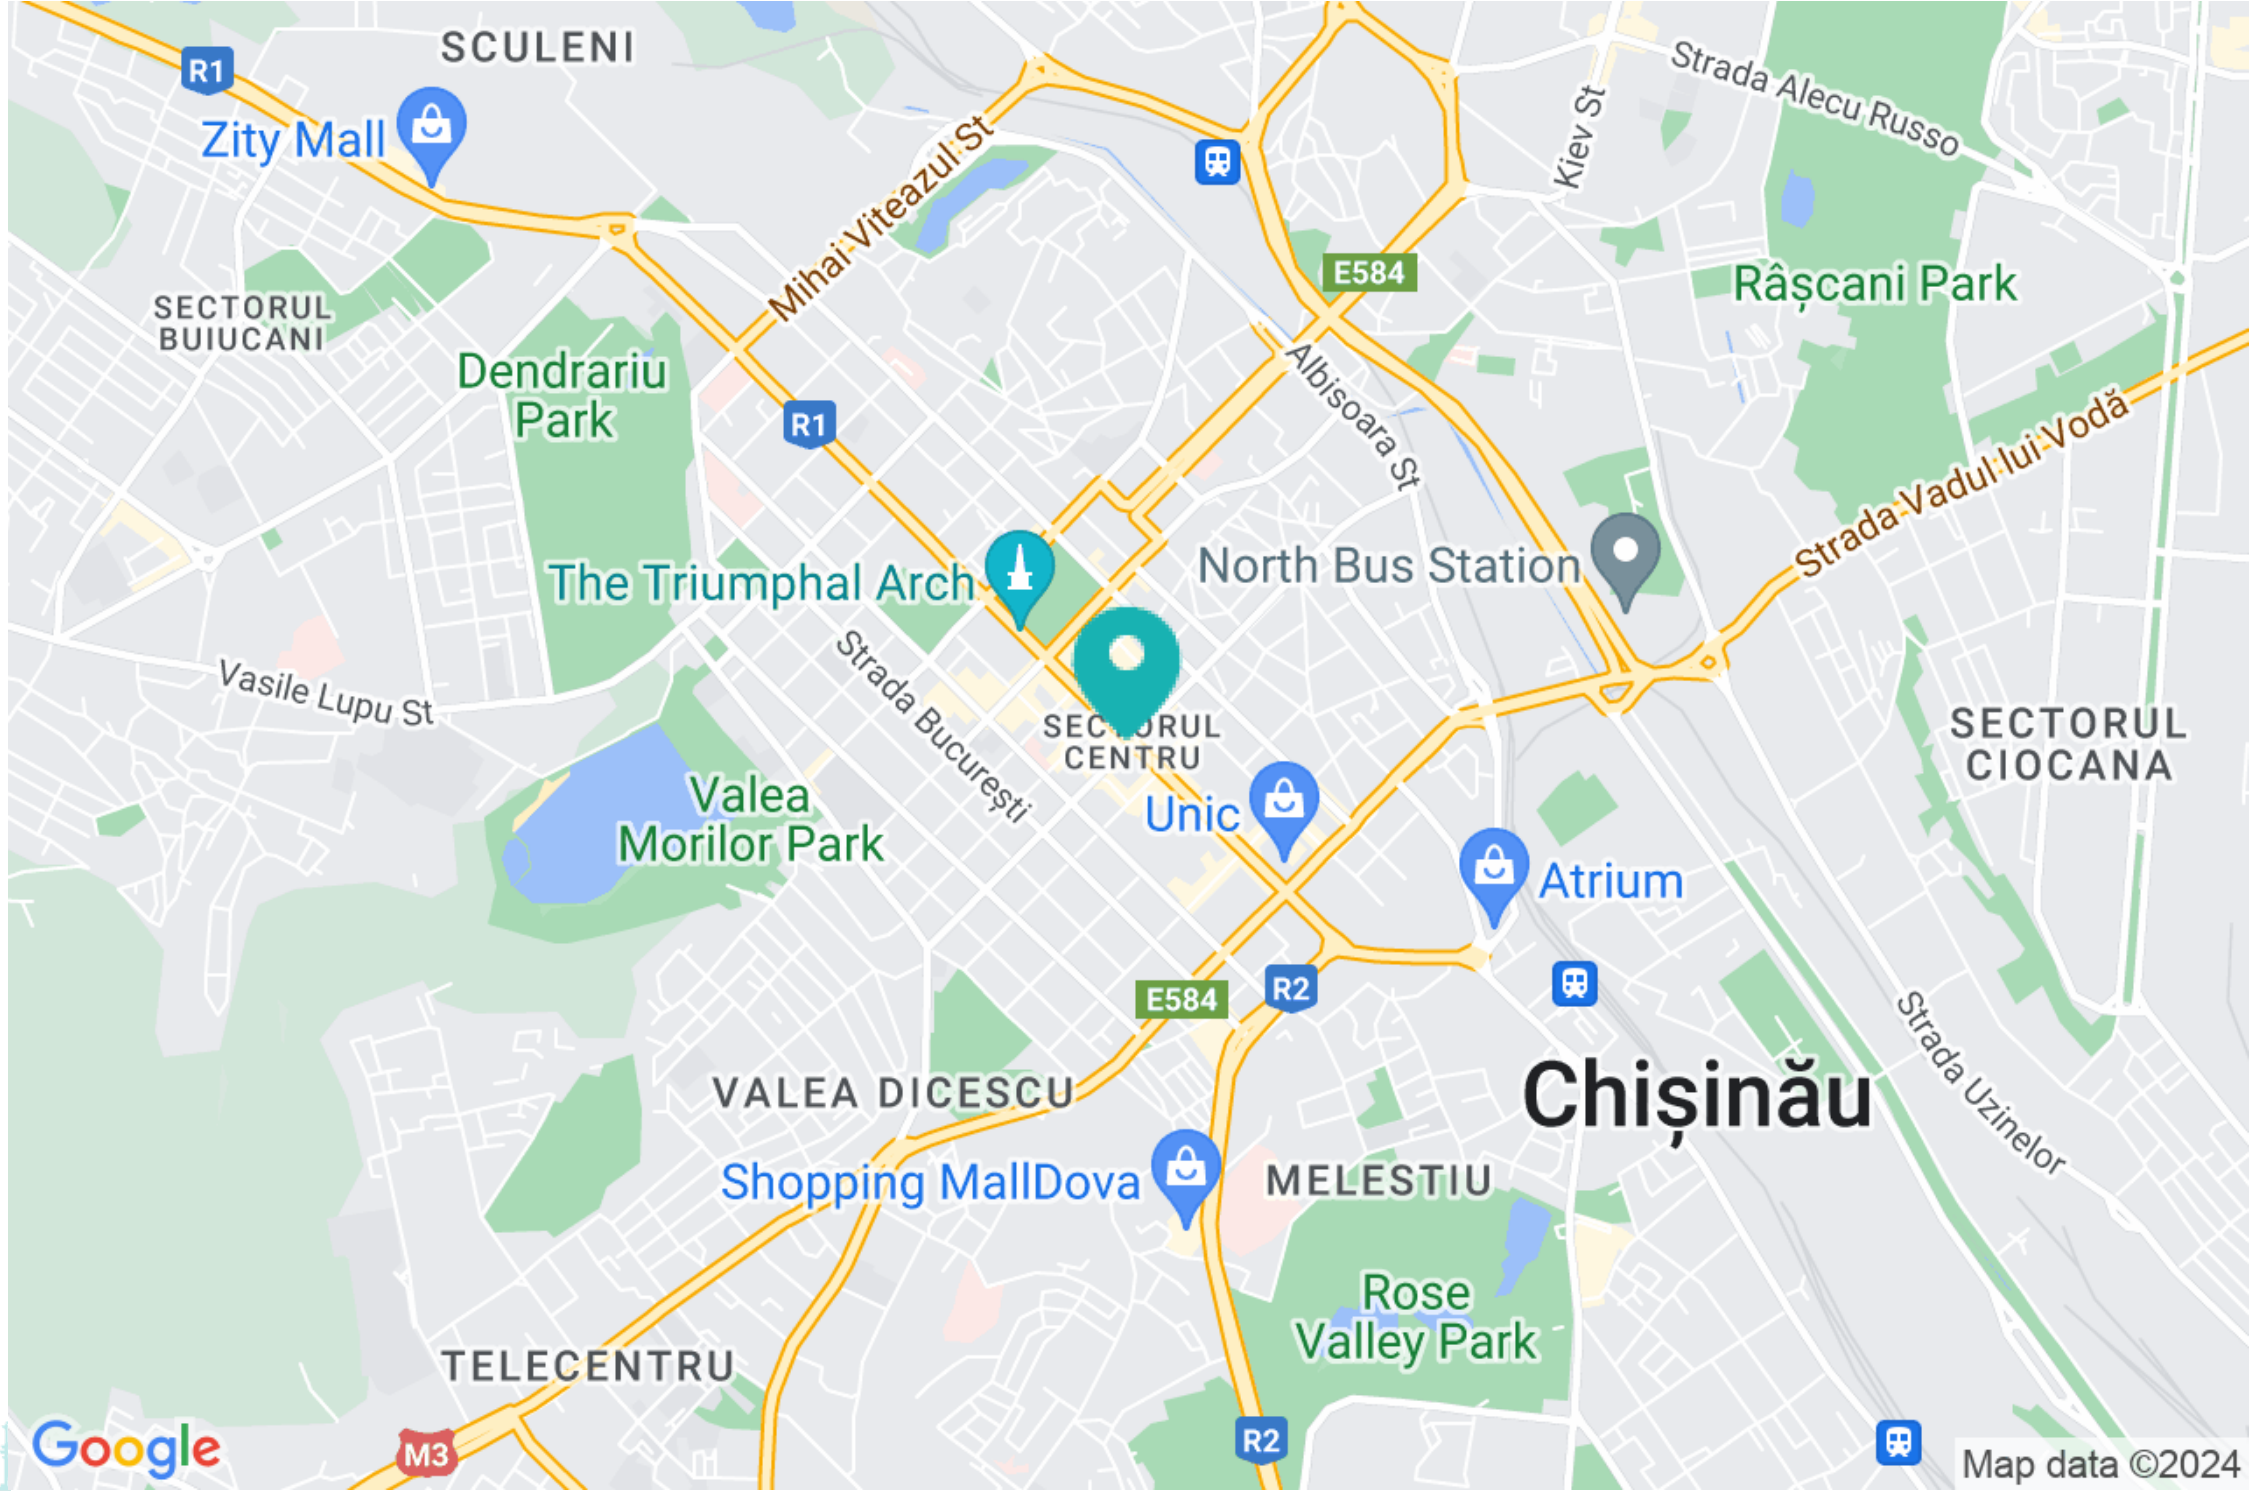 SCULENI
R1
Zity Mall
Strada Alecu Russo
Kiev St
Mihai Viteazul St
E584
Râșcani Park
SECTORUL
BUIUCANI
Dendrariu
Park
R1
Albisoara St
Strada Vadul lui Vodă
The Triumphal Arch
North Bus Station
Vasile Lupu St
Strada București
SECTORUL
CENTRU
SECTORUL
CIOCANA
Valea
Morilor Park
Unic
Atrium
E584
R2
Strada Uzinelor
VALEA DICESCU
Chișinău
Shopping MallDova
MELESTIU
Rose
Valley Park
TELECENTRU
Google
M3
R2
Map data ©2024